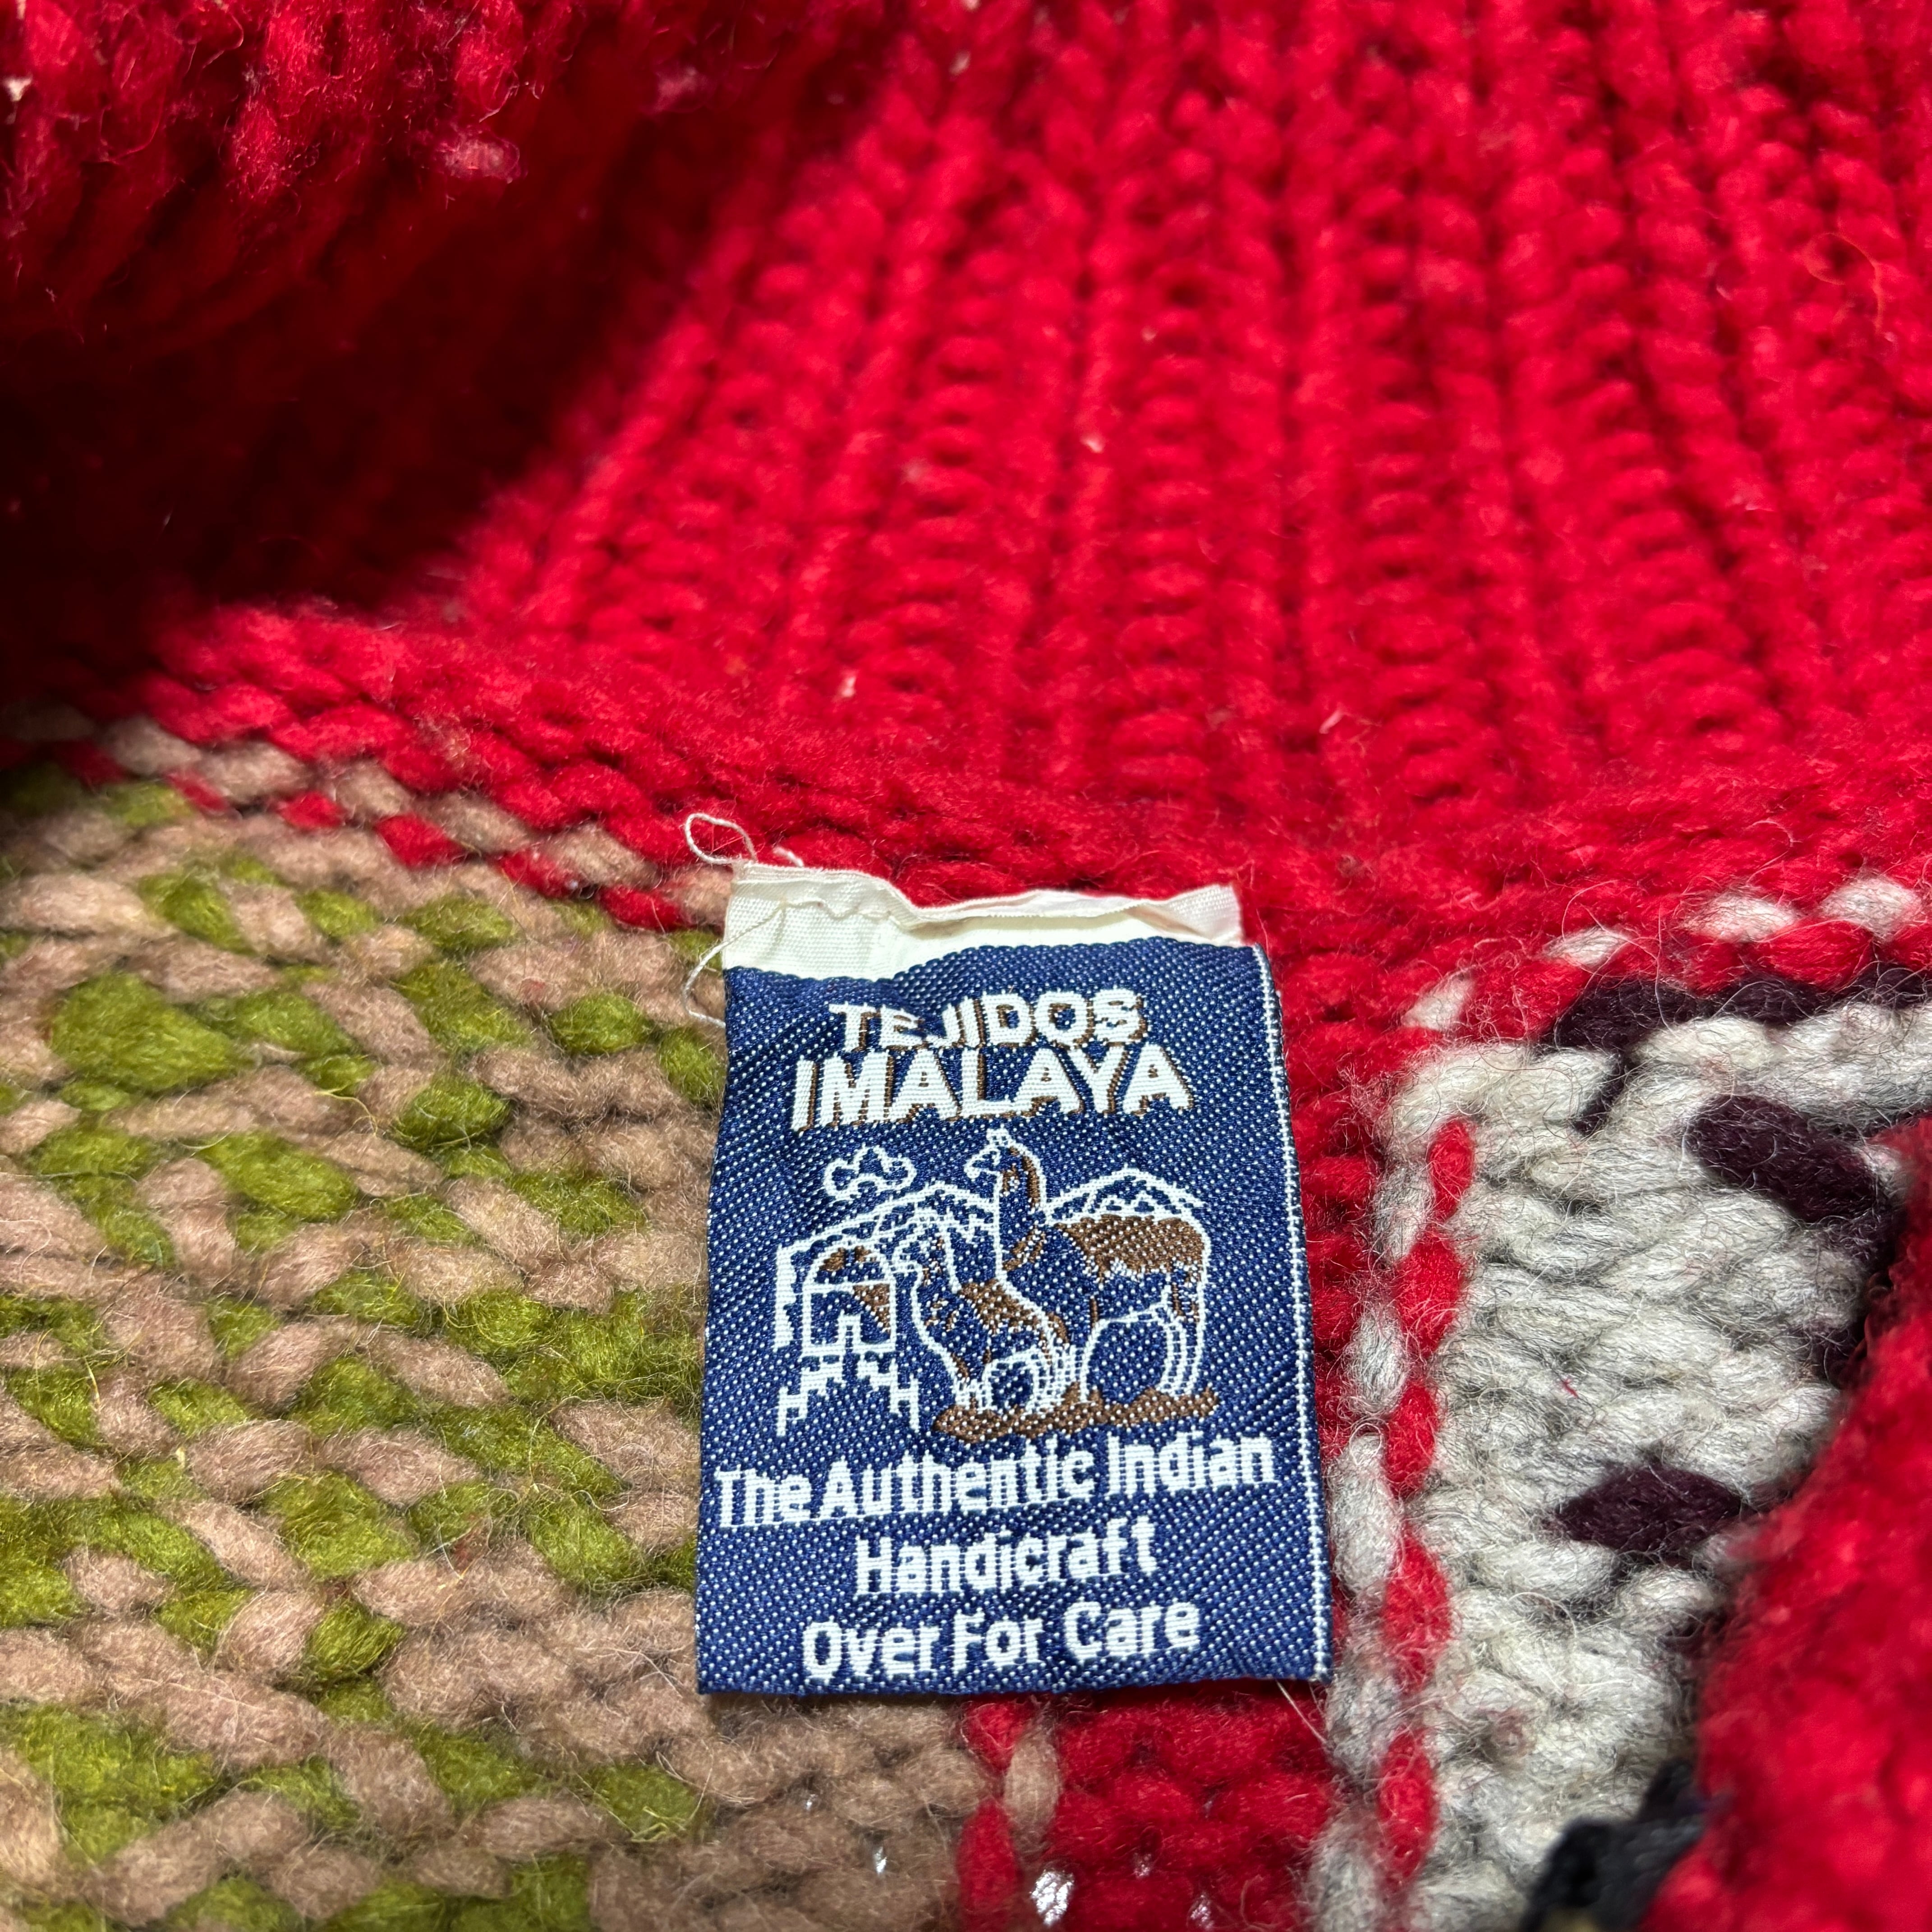 TEJIDOS
IMALAYA
The Authentic Indian
Handicraft
Over For Care